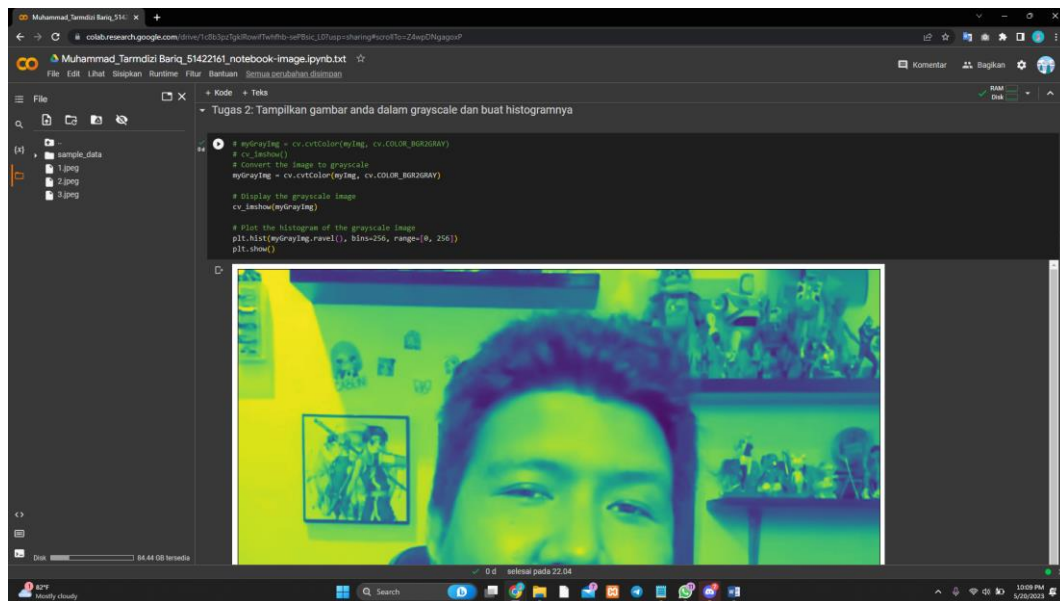 Muhammad_Tarmdizi Bariq_514
colab.research.google.com/drive/1c8b3pzTgklRowifTwhfhb-sePBsic_L0?usp=sharing#scrollTo=Z4wpDNgagoxP
Muhammad_Tarmdizi Bariq_51422161_notebook-image.ipynb.txt
Komentar
Bagikan
File Edit Lihat Sisipkan Runtime Fitur Bantuan Semua perubahan disimpan
File
+ Kode + Teks
RAM
Disk
Tugas 2: Tampilkan gambar anda dalam grayscale dan buat histogramnya
..
sample_data
1.jpeg
2.jpeg
3.jpeg
# myGrayImg = cv.cvtColor(myImg, cv.COLOR_BGR2GRAY)
# cv_imshow()
# Convert the image to grayscale
myGrayImg = cv.cvtColor(myImg, cv.COLOR_BGR2GRAY)
# Display the grayscale image
cv_imshow(myGrayImg)
# Plot the histogram of the grayscale image
plt.hist(myGrayImg.ravel(), bins=256, range=[0, 256])
plt.show()
Disk 64.44 GB tersedia
0 d selesai pada 22.04
82°F
Mostly cloudy
Search
10:09 PM
5/20/2023